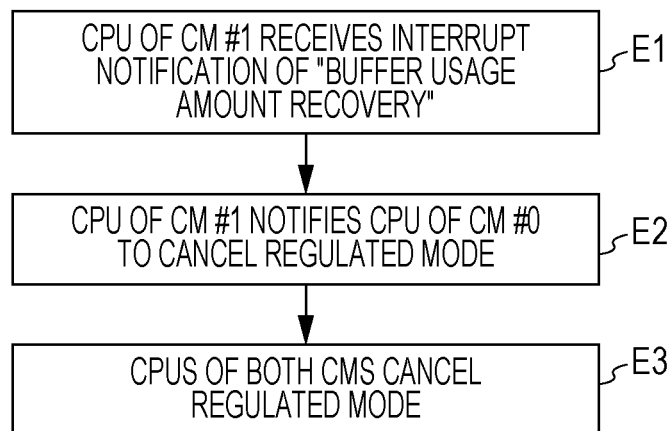 CPU OF CM #1 RECEIVES INTERRUPT
NOTIFICATION OF "BUFFER USAGE
AMOUNT RECOVERY"
E1
CPU OF CM #1 NOTIFIES CPU OF CM #0
TO CANCEL REGULATED MODE
E2
CPUS OF BOTH CMS CANCEL
REGULATED MODE
E3